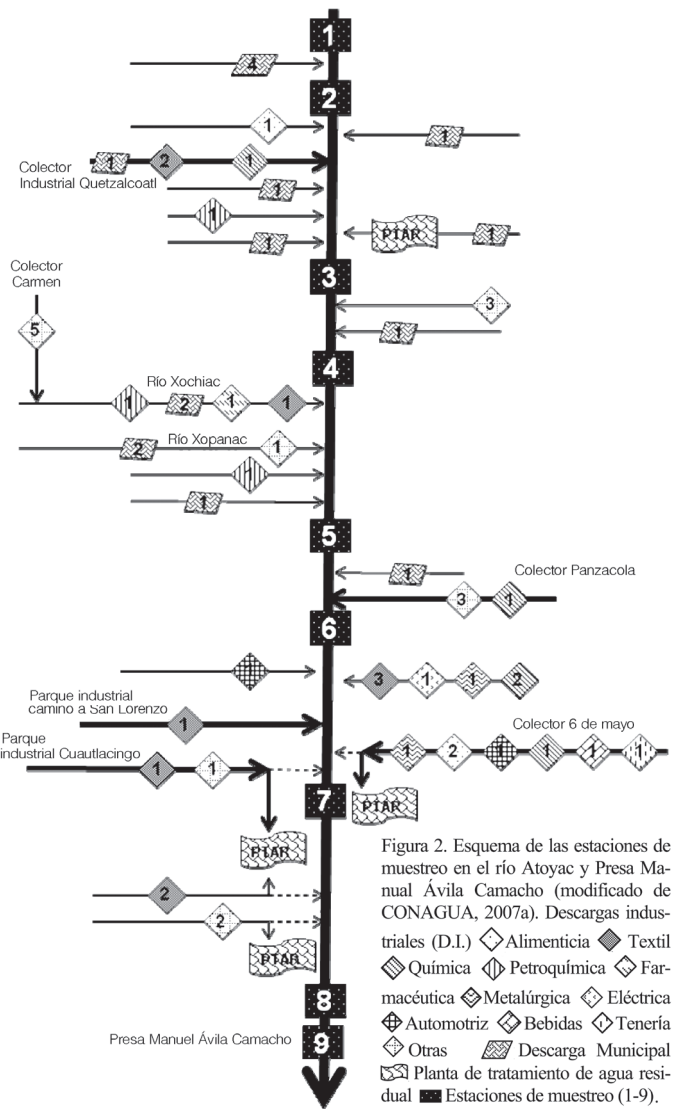 1
4
2
1
1
Colector
Industrial Quetzalcoatl
1 2 1
1
1
1
PTAR 1
Colector
Carmen
5
3
3
1
4
Río Xochiac
1 2 1 1
Río Xopanac
2 1
1
1
5
1
Colector Panzacola
3 1
6
1
3 1 1 2
Parque industrial
camino a San Lorenzo
1
Colector 6 de mayo
1 2 1 1 1 1
Parque
industrial Cuautlacingo
1 1
7
PTAR
PTAR
2
2
PTAR
8
Presa Manuel Ávila Camacho
9
Figura 2. Esquema de las estaciones de
muestreo en el río Atoyac y Presa Ma-
nual Ávila Camacho (modificado de
CONAGUA, 2007a). Descargas indus-
triales (D.I.) Alimenticia Textil
Química Petroquímica Far-
macéutica Metalúrgica Eléctrica
Automotriz Bebidas Tenería
Otras Descarga Municipal
Planta de tratamiento de agua resi-
dual Estaciones de muestreo (1-9).